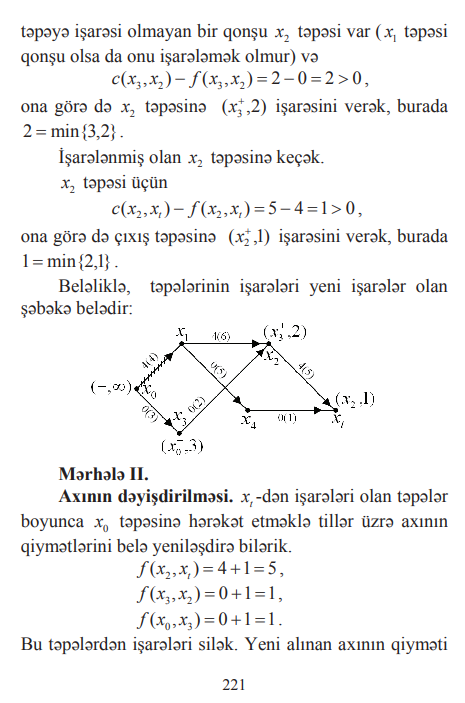 təpəyə işarəsi olmayan bir qonşu x₂ təpəsi var (x₁ təpəsi
qonşu olsa da onu işarələmək olmur) və
c(x₃,x₂) − f(x₃,x₂) = 2 − 0 = 2 > 0,
ona görə də x₂ təpəsinə (x₃⁺,2) işarəsini verək, burada
2 = min{3,2}.
İşarələnmiş olan x₂ təpəsinə keçək.
x₂ təpəsi üçün
c(x₂,xₜ) − f(x₂,xₜ) = 5 − 4 = 1 > 0,
ona görə də çıxış təpəsinə (x₂⁺,1) işarəsini verək, burada
1 = min{2,1}.
Beləliklə, təpələrinin işarələri yeni işarələr olan
şəbəkə belədir:
x₁ 4(6) (x₃⁺,2)
4(4) 0(5) x₂ 4(5)
(−,∞) x₀
0(3) x₃ 0(2) (x₂,1)
x₄ 0(1) xₜ
(x₀⁻,3)
Mərhələ II.
Axının dəyişdirilməsi. xₜ-dən işarələri olan təpələr
boyunca x₀ təpəsinə hərəkət etməklə tillər üzrə axının
qiymətlərini belə yeniləşdirə bilərik.
f(x₂,xₜ) = 4 + 1 = 5,
f(x₃,x₂) = 0 + 1 = 1,
f(x₀,x₃) = 0 + 1 = 1.
Bu təpələrdən işarələri silək. Yeni alınan axının qiyməti
221